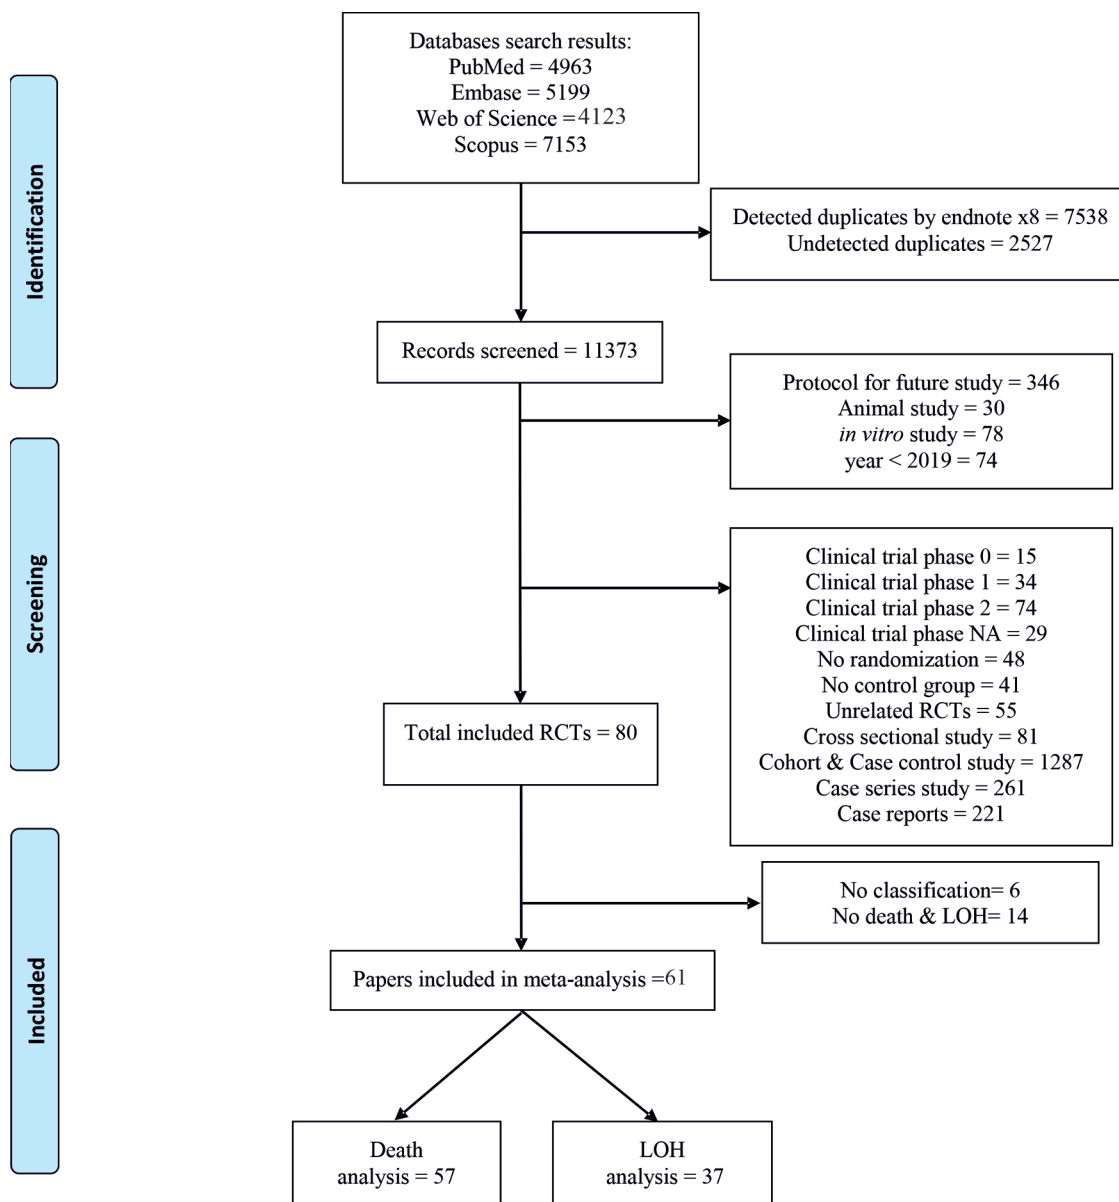 Databases search results:
PubMed = 4963
Embase = 5199
Web of Science =4123
Scopus = 7153
Identification
Detected duplicates by endnote x8 = 7538
Undetected duplicates = 2527
Records screened = 11373
Protocol for future study = 346
Animal study = 30
in vitro study = 78
year < 2019 = 74
Screening
Clinical trial phase 0 = 15
Clinical trial phase 1 = 34
Clinical trial phase 2 = 74
Clinical trial phase NA = 29
No randomization = 48
No control group = 41
Unrelated RCTs = 55
Cross sectional study = 81
Cohort & Case control study = 1287
Case series study = 261
Case reports = 221
Total included RCTs = 80
No classification= 6
No death & LOH= 14
Included
Papers included in meta-analysis =61
Death
analysis = 57
LOH
analysis = 37